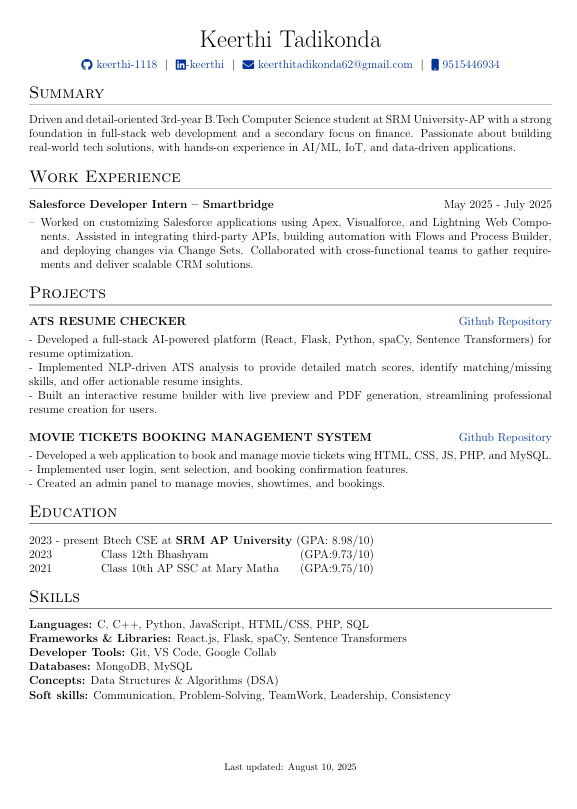 Keerthi Tadikonda
keerthi-1118 | -keerthi | keerthitadikonda62@gmail.com | 9515446934
Summary
Driven and detail-oriented 3rd-year B.Tech Computer Science student at SRM University-AP with a strong
foundation in full-stack web development and a secondary focus on finance. Passionate about building
real-world tech solutions, with hands-on experience in AI/ML, IoT, and data-driven applications.
Work Experience
Salesforce Developer Intern – Smartbridge May 2025 - July 2025
– Worked on customizing Salesforce applications using Apex, Visualforce, and Lightning Web Compo-
nents. Assisted in integrating third-party APIs, building automation with Flows and Process Builder,
and deploying changes via Change Sets. Collaborated with cross-functional teams to gather require-
ments and deliver scalable CRM solutions.
Projects
ATS RESUME CHECKER Github Repository
- Developed a full-stack AI-powered platform (React, Flask, Python, spaCy, Sentence Transformers) for
resume optimization.
- Implemented NLP-driven ATS analysis to provide detailed match scores, identify matching/missing
skills, and offer actionable resume insights.
- Built an interactive resume builder with live preview and PDF generation, streamlining professional
resume creation for users.
MOVIE TICKETS BOOKING MANAGEMENT SYSTEM Github Repository
- Developed a web application to book and manage movie tickets wing HTML, CSS, JS, PHP, and MySQL.
- Implemented user login, sent selection, and booking confirmation features.
- Created an admin panel to manage movies, showtimes, and bookings.
Education
2023 - present Btech CSE at SRM AP University (GPA: 8.98/10)
2023 Class 12th Bhashyam (GPA:9.73/10)
2021 Class 10th AP SSC at Mary Matha (GPA:9.75/10)
Skills
Languages: C, C++, Python, JavaScript, HTML/CSS, PHP, SQL
Frameworks & Libraries: React.js, Flask, spaCy, Sentence Transformers
Developer Tools: Git, VS Code, Google Collab
Databases: MongoDB, MySQL
Concepts: Data Structures & Algorithms (DSA)
Soft skills: Communication, Problem-Solving, TeamWork, Leadership, Consistency
Last updated: August 10, 2025